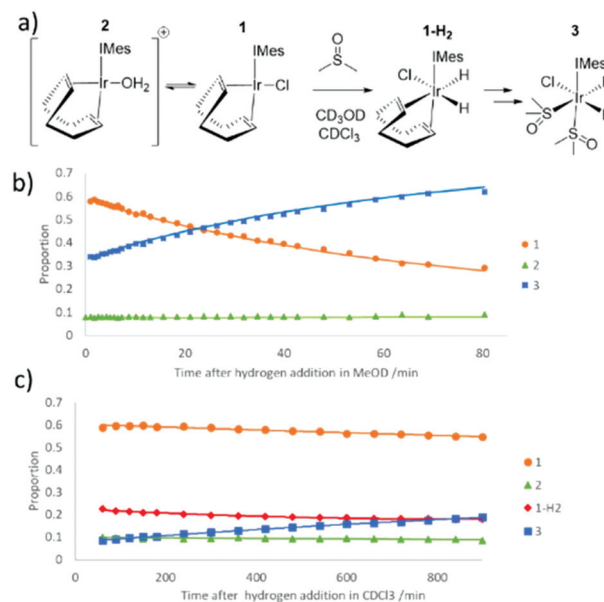 a)
2
1
1-H2
3
IMes
Ir
OH2
⊕
IMes
Ir
Cl
S
O
CD3OD
CDCl3
IMes
Cl
Ir
H
H
IMes
Cl
Ir
S
O
S
O
b)
0.7
0.6
0.5
0.4
0.3
0.2
0.1
0
Proportion
0
20
40
60
80
Time after hydrogen addition in MeOD /min
1
2
3
c)
0.7
0.6
0.5
0.4
0.3
0.2
0.1
0
Proportion
0
200
400
600
800
Time after hydrogen addition in CDCl3 /min
1
2
1-H2
3